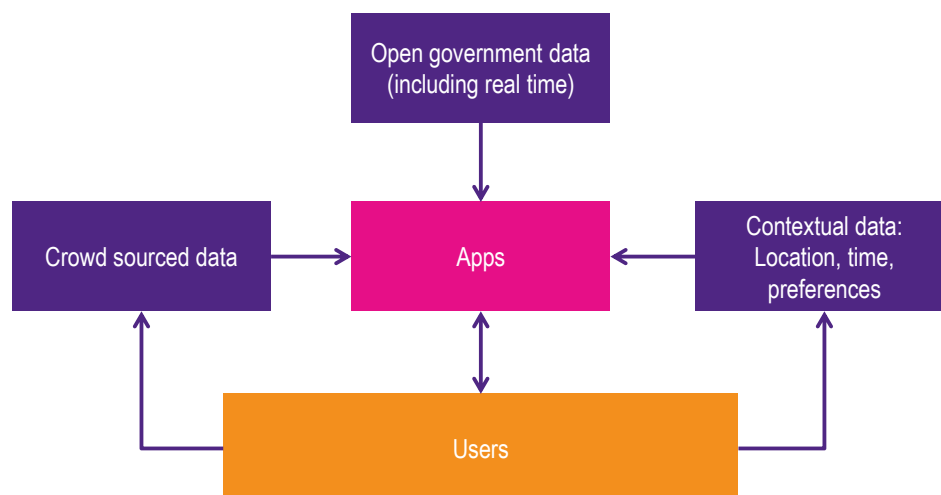 Open government data
(including real time)
Crowd sourced data
Apps
Contextual data:
Location, time,
preferences
Users